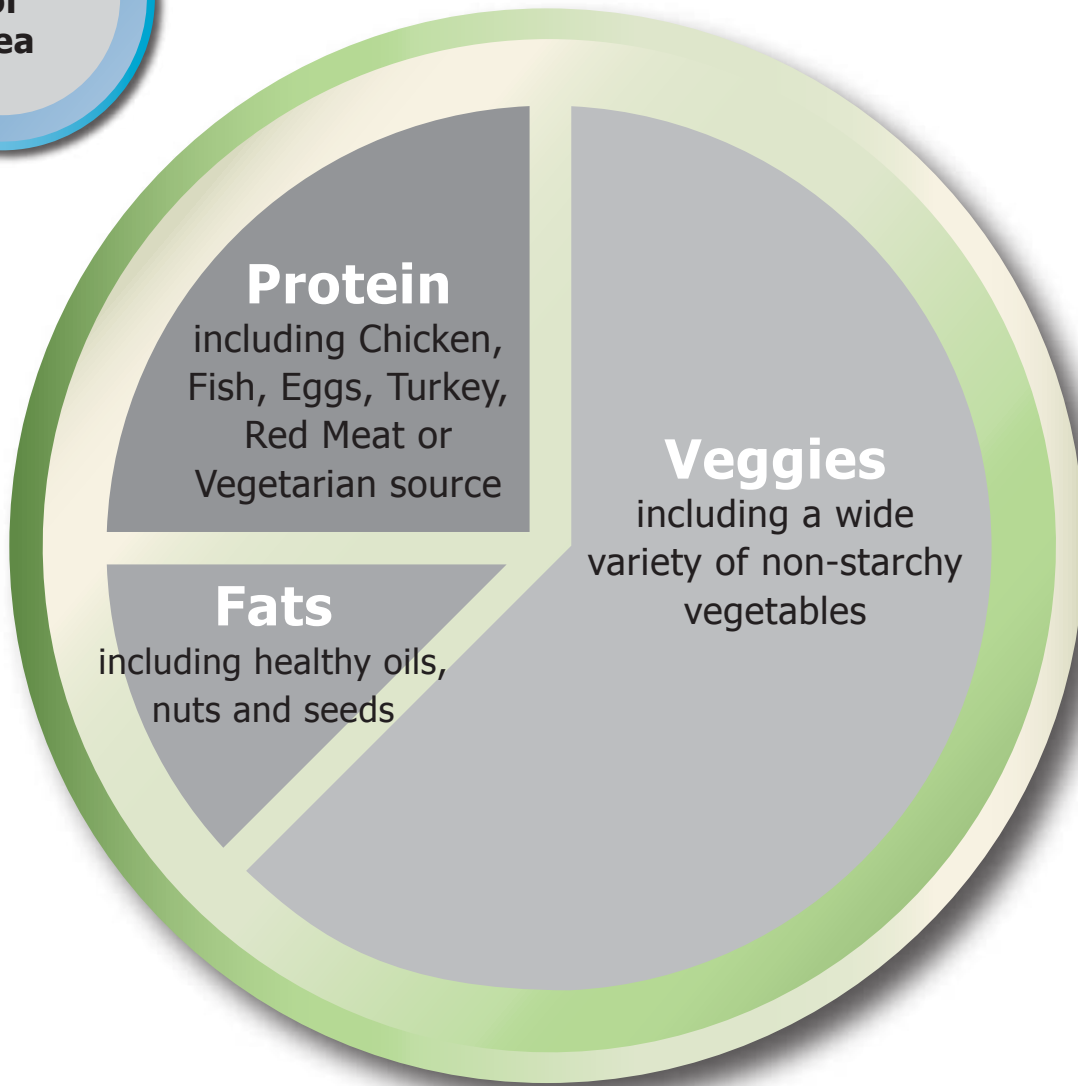 ea
Protein
including Chicken,
Fish, Eggs, Turkey,
Red Meat or
Vegetarian source
Veggies
including a wide
variety of non-starchy
vegetables
Fats
including healthy oils,
nuts and seeds